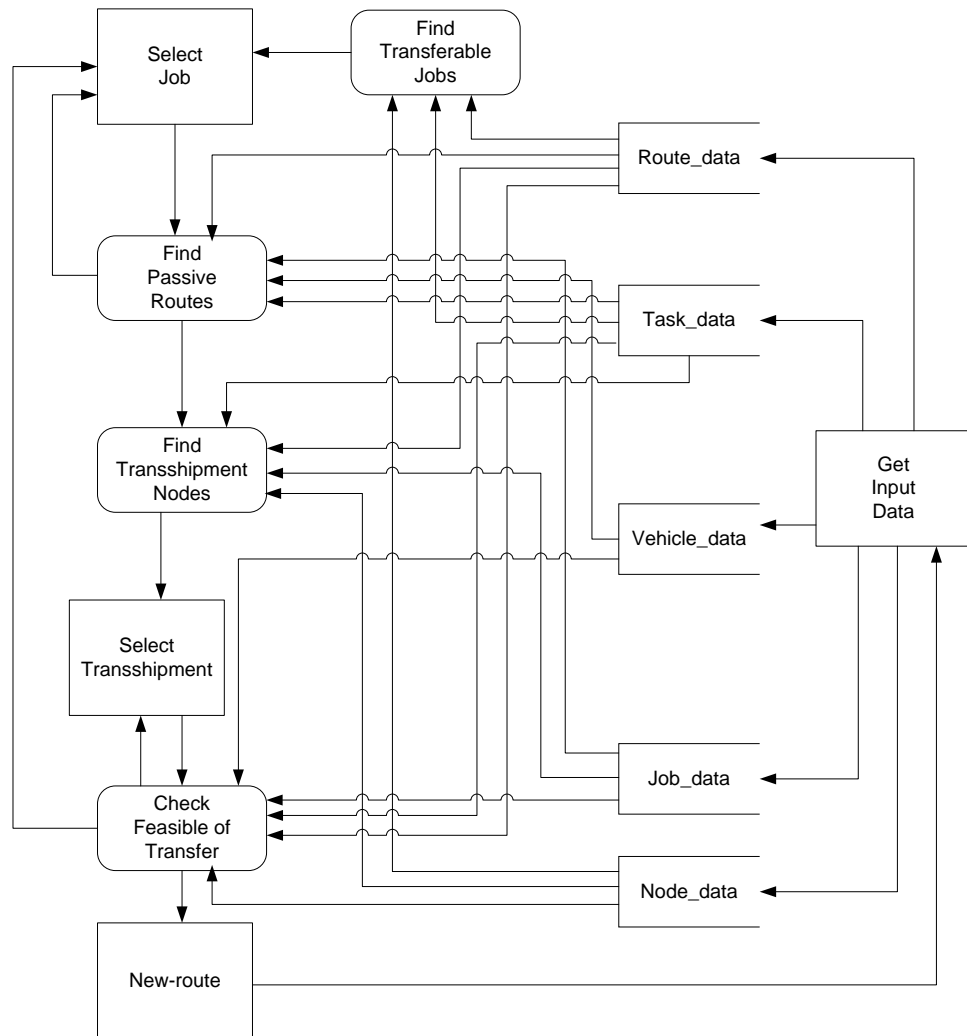 Select
Job
Find
Transferable
Jobs
Route_data
Find
Passive
Routes
Task_data
Find
Transshipment
Nodes
Get
Input
Data
Vehicle_data
Select
Transshipment
Job_data
Check
Feasible of
Transfer
Node_data
New-route